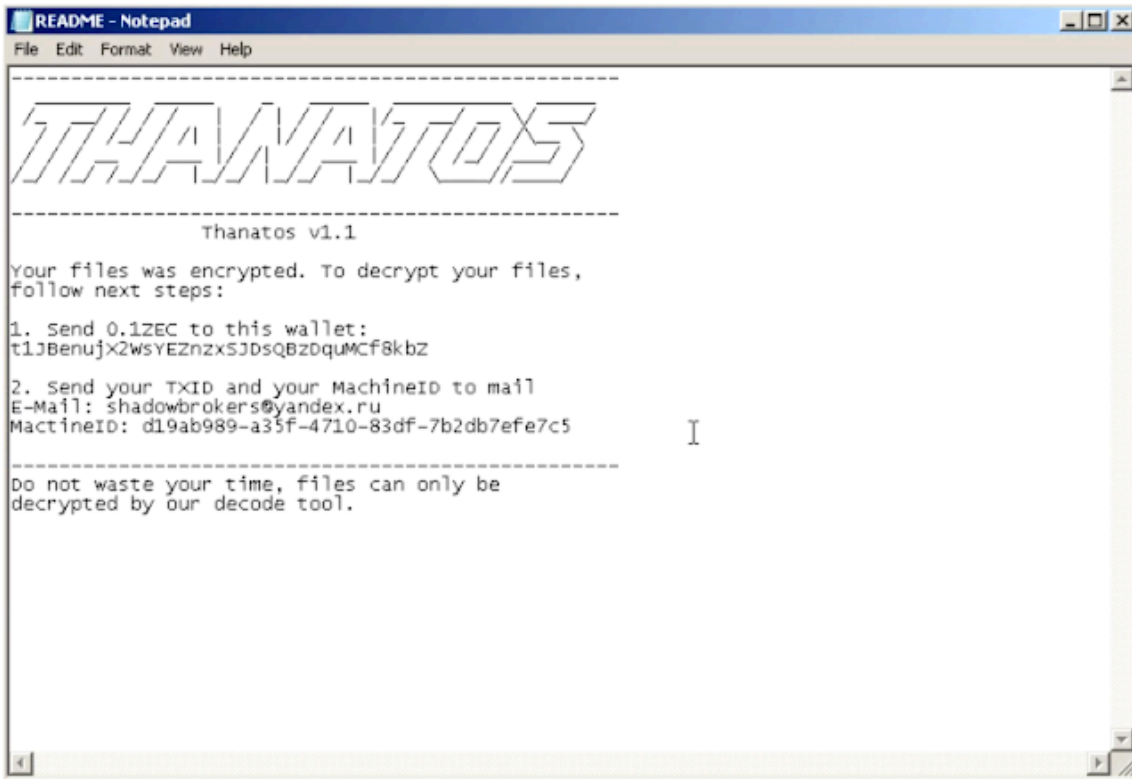 README - Notepad
File Edit Format View Help
THANATOS
Thanatos v1.1
Your files was encrypted. To decrypt your files,
follow next steps:
1. Send 0.1ZEC to this wallet:
t1JBenujX2WsYEZnzxSJDsQBzDquMCf8kbZ
2. Send your TXID and your MachineID to mail
E-Mail: shadowbrokers@yandex.ru
MactineID: d19ab989-a35f-4710-83df-7b2db7efe7c5
Do not waste your time, files can only be
decrypted by our decode tool.